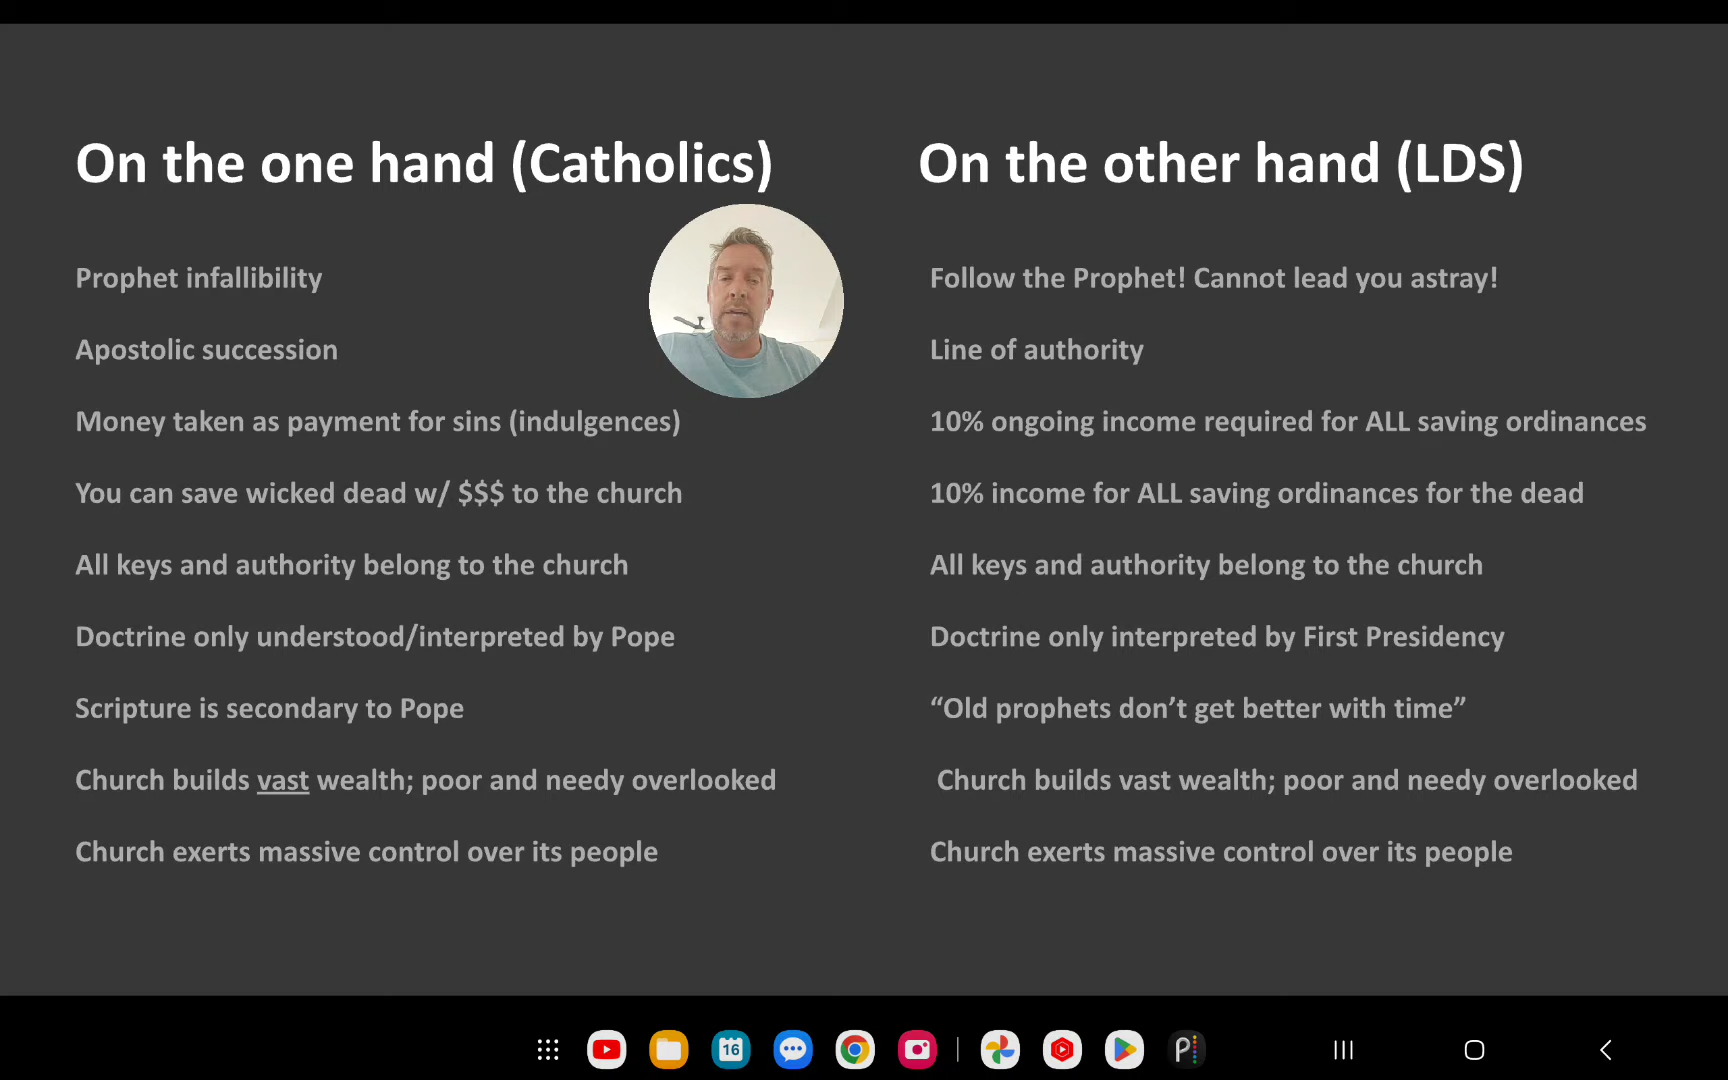 On the one hand (Catholics)
Prophet infallibility
Apostolic succession
Money taken as payment for sins (indulgences)
You can save wicked dead w/ $$$ to the church
All keys and authority belong to the church
Doctrine only understood/interpreted by Pope
Scripture is secondary to Pope
Church builds vast wealth; poor and needy overlooked
Church exerts massive control over its people
On the other hand (LDS)
Follow the Prophet! Cannot lead you astray!
Line of authority
10% ongoing income required for ALL saving ordinances
10% income for ALL saving ordinances for the dead
All keys and authority belong to the church
Doctrine only interpreted by First Presidency
“Old prophets don’t get better with time”
Church builds vast wealth; poor and needy overlooked
Church exerts massive control over its people
16